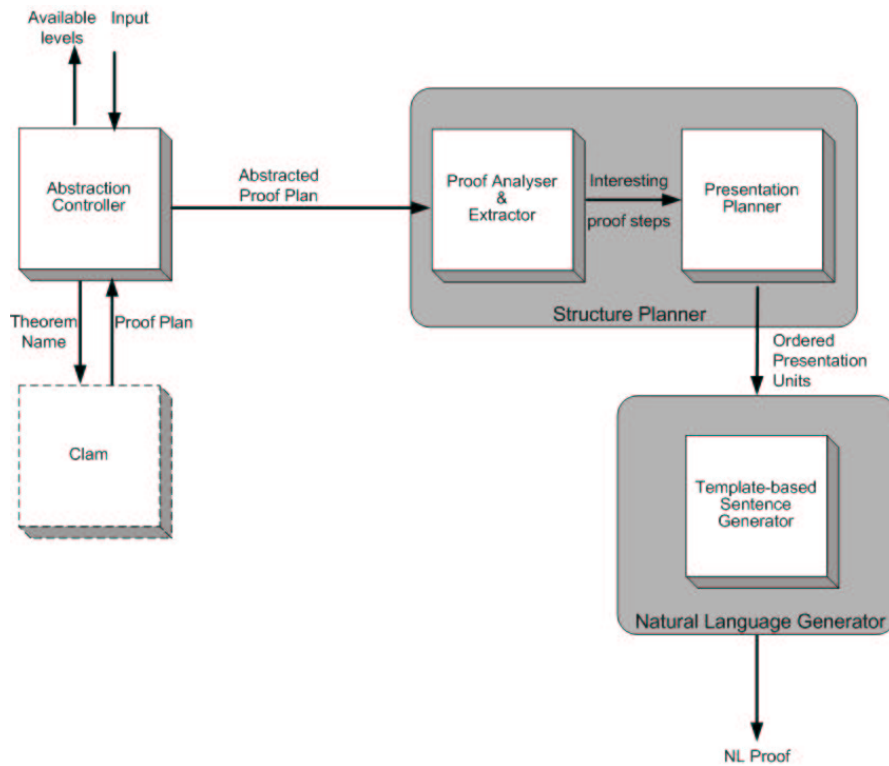 Available
levels
Input
Abstraction
Controller
Abstracted
Proof Plan
Proof Analyser
&
Extractor
Interesting
proof steps
Presentation
Planner
Structure Planner
Theorem
Name
Proof Plan
Ordered
Presentation
Units
Clam
Template-based
Sentence
Generator
Natural Language Generator
NL Proof